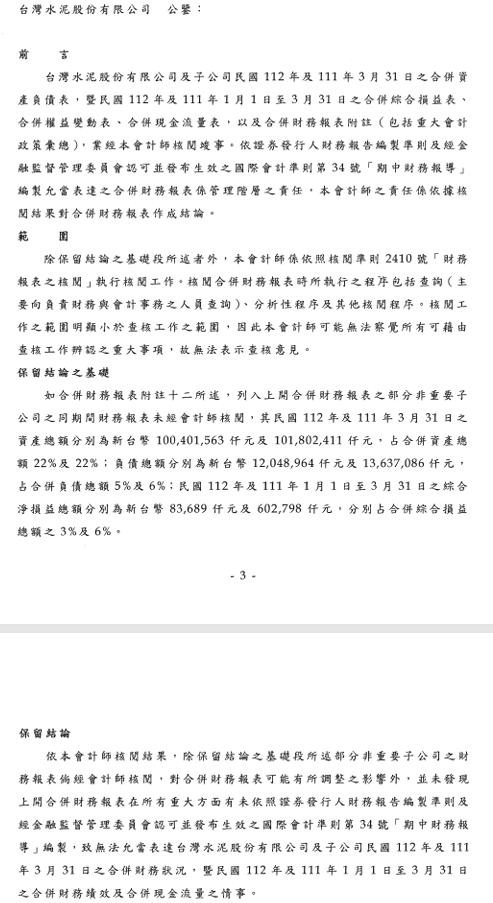 台灣水泥股份有限公司　公鑒：
前　　言
台灣水泥股份有限公司及子公司民國 112 年及 111 年 3 月 31 日之合併資
產負債表，暨民國 112 年及 111 年 1 月 1 日至 3 月 31 日之合併綜合損益表、
合併權益變動表、合併現金流量表，以及合併財務報表附註（包括重大會計
政策彙總），業經本會計師核閱竣事。依證券發行人財務報告編製準則及經金
融監督管理委員會認可並發布生效之國際會計準則第 34 號「期中財務報導」
編製允當表達之合併財務報表係管理階層之責任，本會計師之責任係依據核
閱結果對合併財務報表作成結論。
範　　圍
除保留結論之基礎段所述者外，本會計師係依照核閱準則 2410 號「財務
報表之核閱」執行核閱工作。核閱合併財務報表時所執行之程序包括查詢（主
要向負責財務與會計事務之人員查詢）、分析性程序及其他核閱程序。核閱工
作之範圍明顯小於查核工作之範圍，因此本會計師可能無法察覺所有可藉由
查核工作辨認之重大事項，故無法表示查核意見。
保留結論之基礎
如合併財務報表附註十二所述，列入上開合併財務報表之部分非重要子
公司之同期間財務報表未經會計師核閱，其民國 112 年及 111 年 3 月 31 日之
資產總額分別為新台幣 100,401,563 仟元及 101,802,411 仟元，占合併資產總
額 22%及 22%；負債總額分別為新台幣 12,048,964 仟元及 13,637,086 仟元，
占合併負債總額 5%及 6%；民國 112 年及 111 年 1 月 1 日至 3 月 31 日之綜合
淨損益總額分別為新台幣 83,689 仟元及 602,798 仟元，分別占合併綜合損益
總額之 3%及 6%。
- 3 -
保留結論
依本會計師核閱結果，除保留結論之基礎段所述部分非重要子公司之財
務報表倘經會計師核閱，對合併財務報表可能有所調整之影響外，並未發現
上開合併財務報表在所有重大方面有未依照證券發行人財務報告編製準則及
經金融監督管理委員會認可並發布生效之國際會計準則第 34 號「期中財務報
導」編製，致無法允當表達台灣水泥股份有限公司及子公司民國 112 年及 111
年 3 月 31 日之合併財務狀況，暨民國 112 年及 111 年 1 月 1 日至 3 月 31 日
之合併財務績效及合併現金流量之情事。